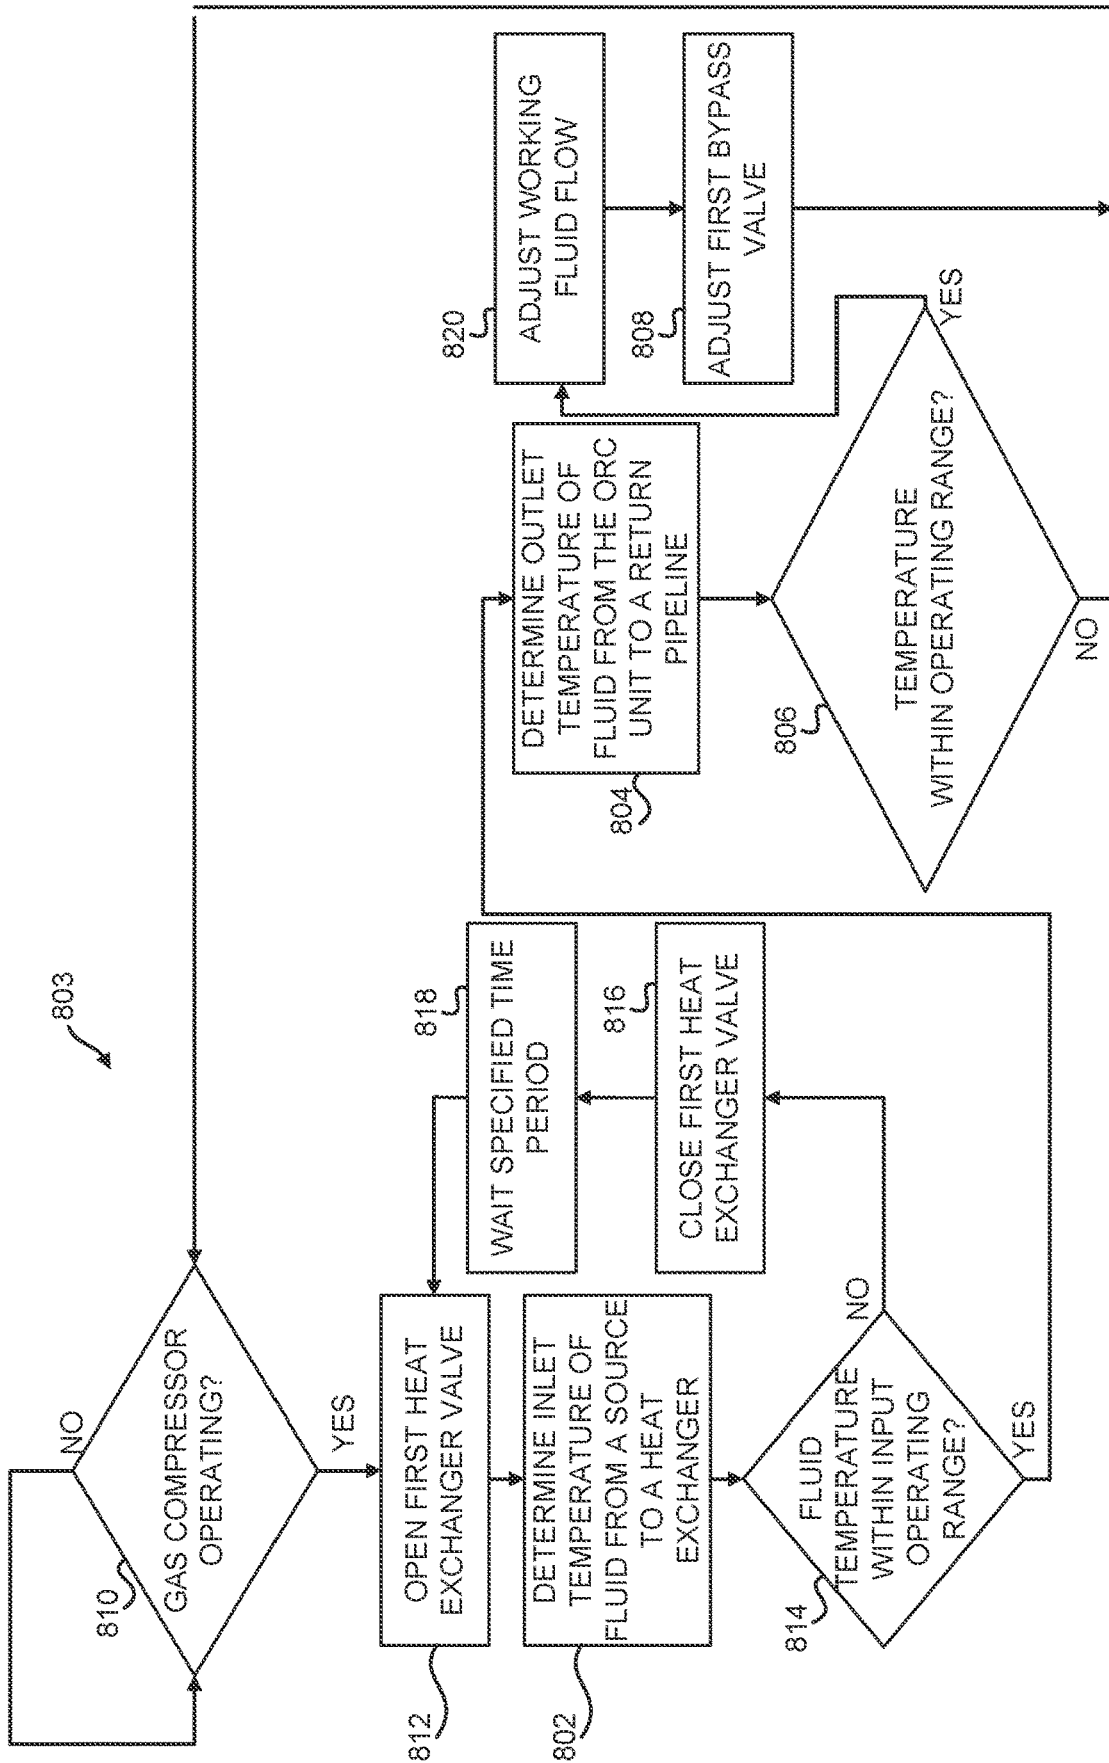 803
NO
GAS COMPRESSOR
OPERATING?
810
YES
OPEN FIRST HEAT
EXCHANGER VALVE
812
DETERMINE INLET
TEMPERATURE OF
FLUID FROM A SOURCE
TO A HEAT
EXCHANGER
802
FLUID
TEMPERATURE
WITHIN INPUT
OPERATING
RANGE?
814
NO
YES
CLOSE FIRST HEAT
EXCHANGER VALVE
816
WAIT SPECIFIED TIME
PERIOD
818
DETERMINE OUTLET
TEMPERATURE OF
FLUID FROM THE ORC
UNIT TO A RETURN
PIPELINE
804
TEMPERATURE
WITHIN OPERATING RANGE?
806
YES
NO
820
ADJUST WORKING
FLUID FLOW
808
ADJUST FIRST BYPASS
VALVE